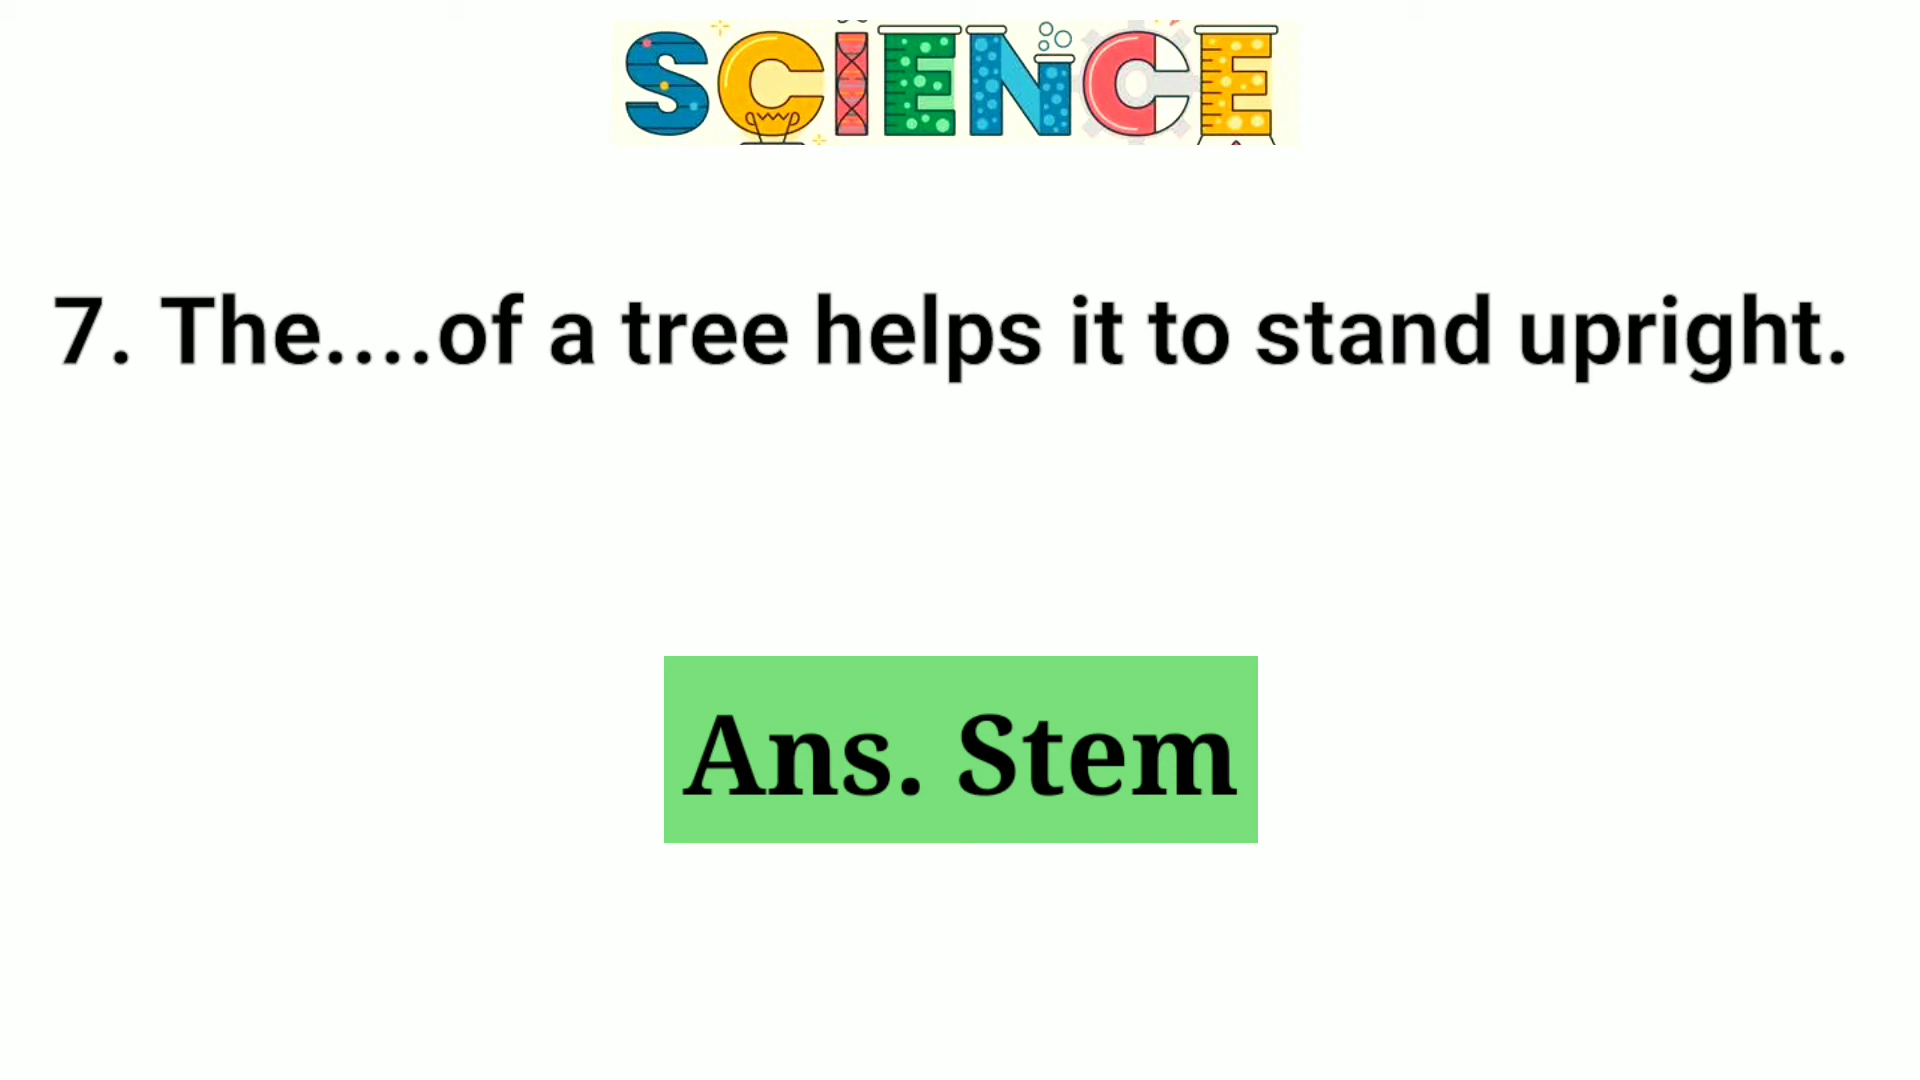 SCIENCE
7. The....of a tree helps it to stand upright.
Ans. Stem